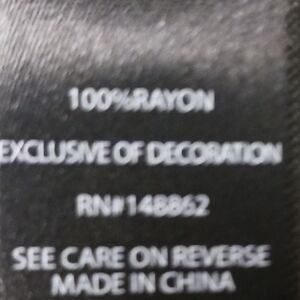 100%RAYON
EXCLUSIVE OF DECORATION
RN#148862
SEE CARE ON REVERSE
MADE IN CHINA